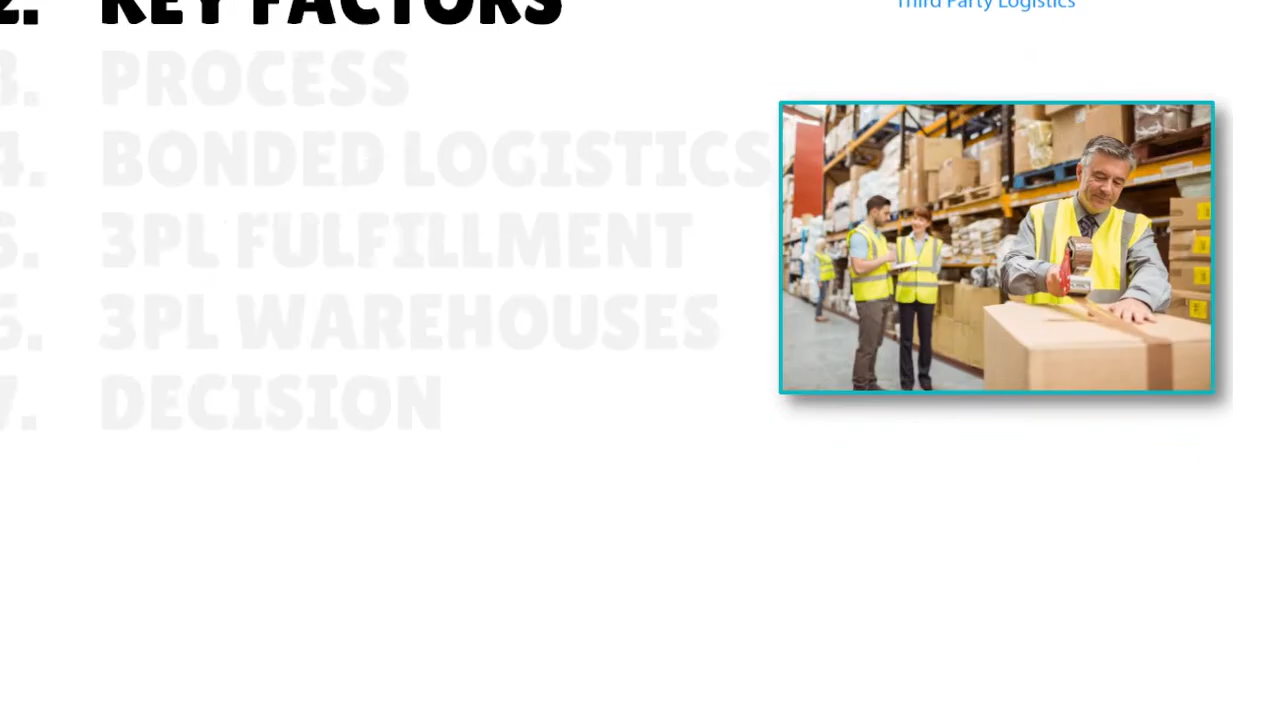 2. KEY FACTORS
Third Party Logistics
3. PROCESS
4. BONDED LOGISTICS
5. 3PL FULFILLMENT
6. 3PL WAREHOUSES
7. DECISION